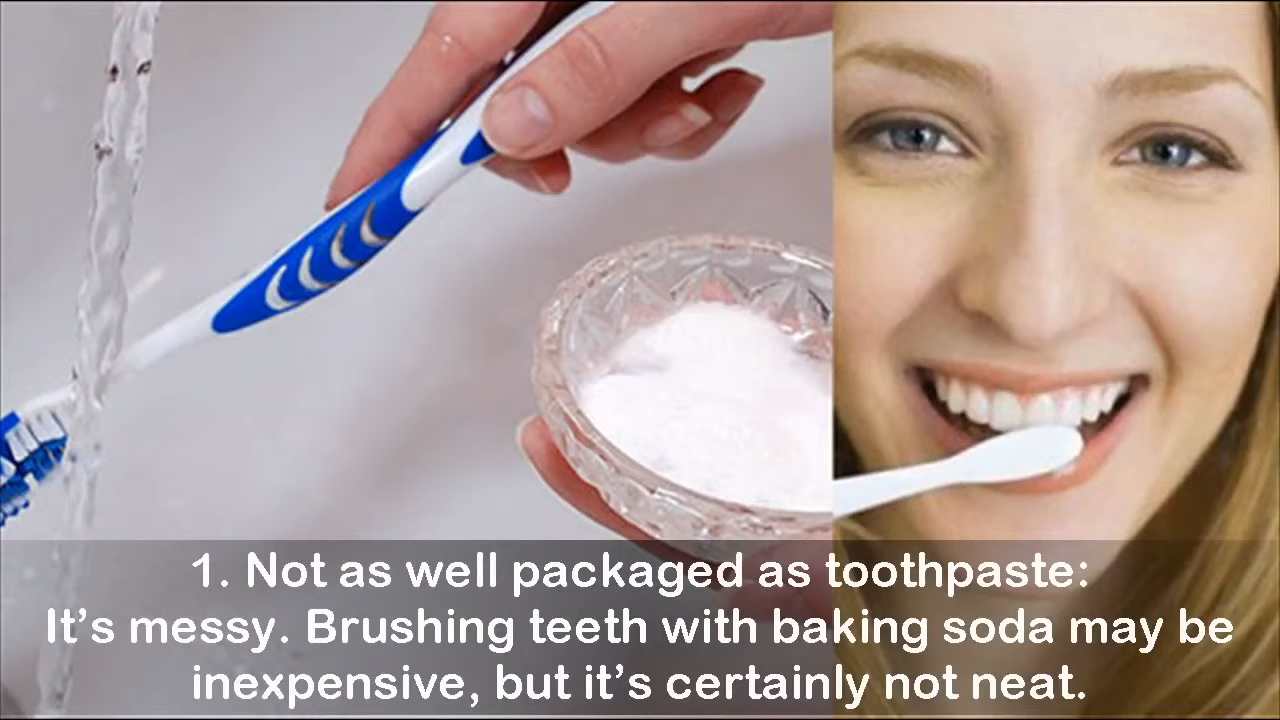 1. Not as well packaged as toothpaste:
It’s messy. Brushing teeth with baking soda may be
inexpensive, but it’s certainly not neat.